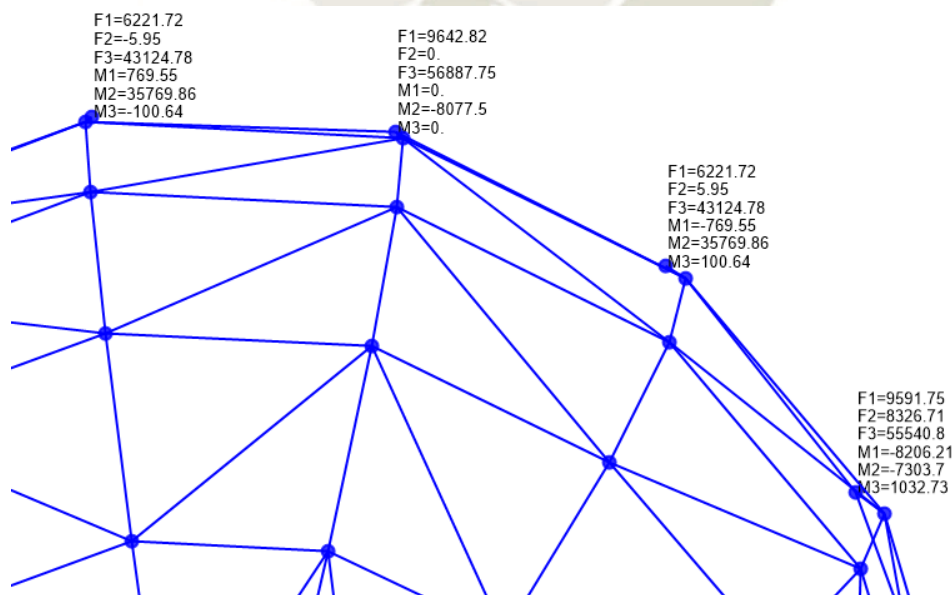 F1=6221.72
F2=-5.95
F3=43124.78
M1=769.55
M2=35769.86
M3=-100.64
F1=9642.82
F2=0.
F3=56887.75
M1=0.
M2=-8077.5
M3=0.
F1=6221.72
F2=5.95
F3=43124.78
M1=-769.55
M2=35769.86
M3=100.64
F1=9591.75
F2=8326.71
F3=55540.8
M1=-8206.21
M2=-7303.7
M3=1032.73